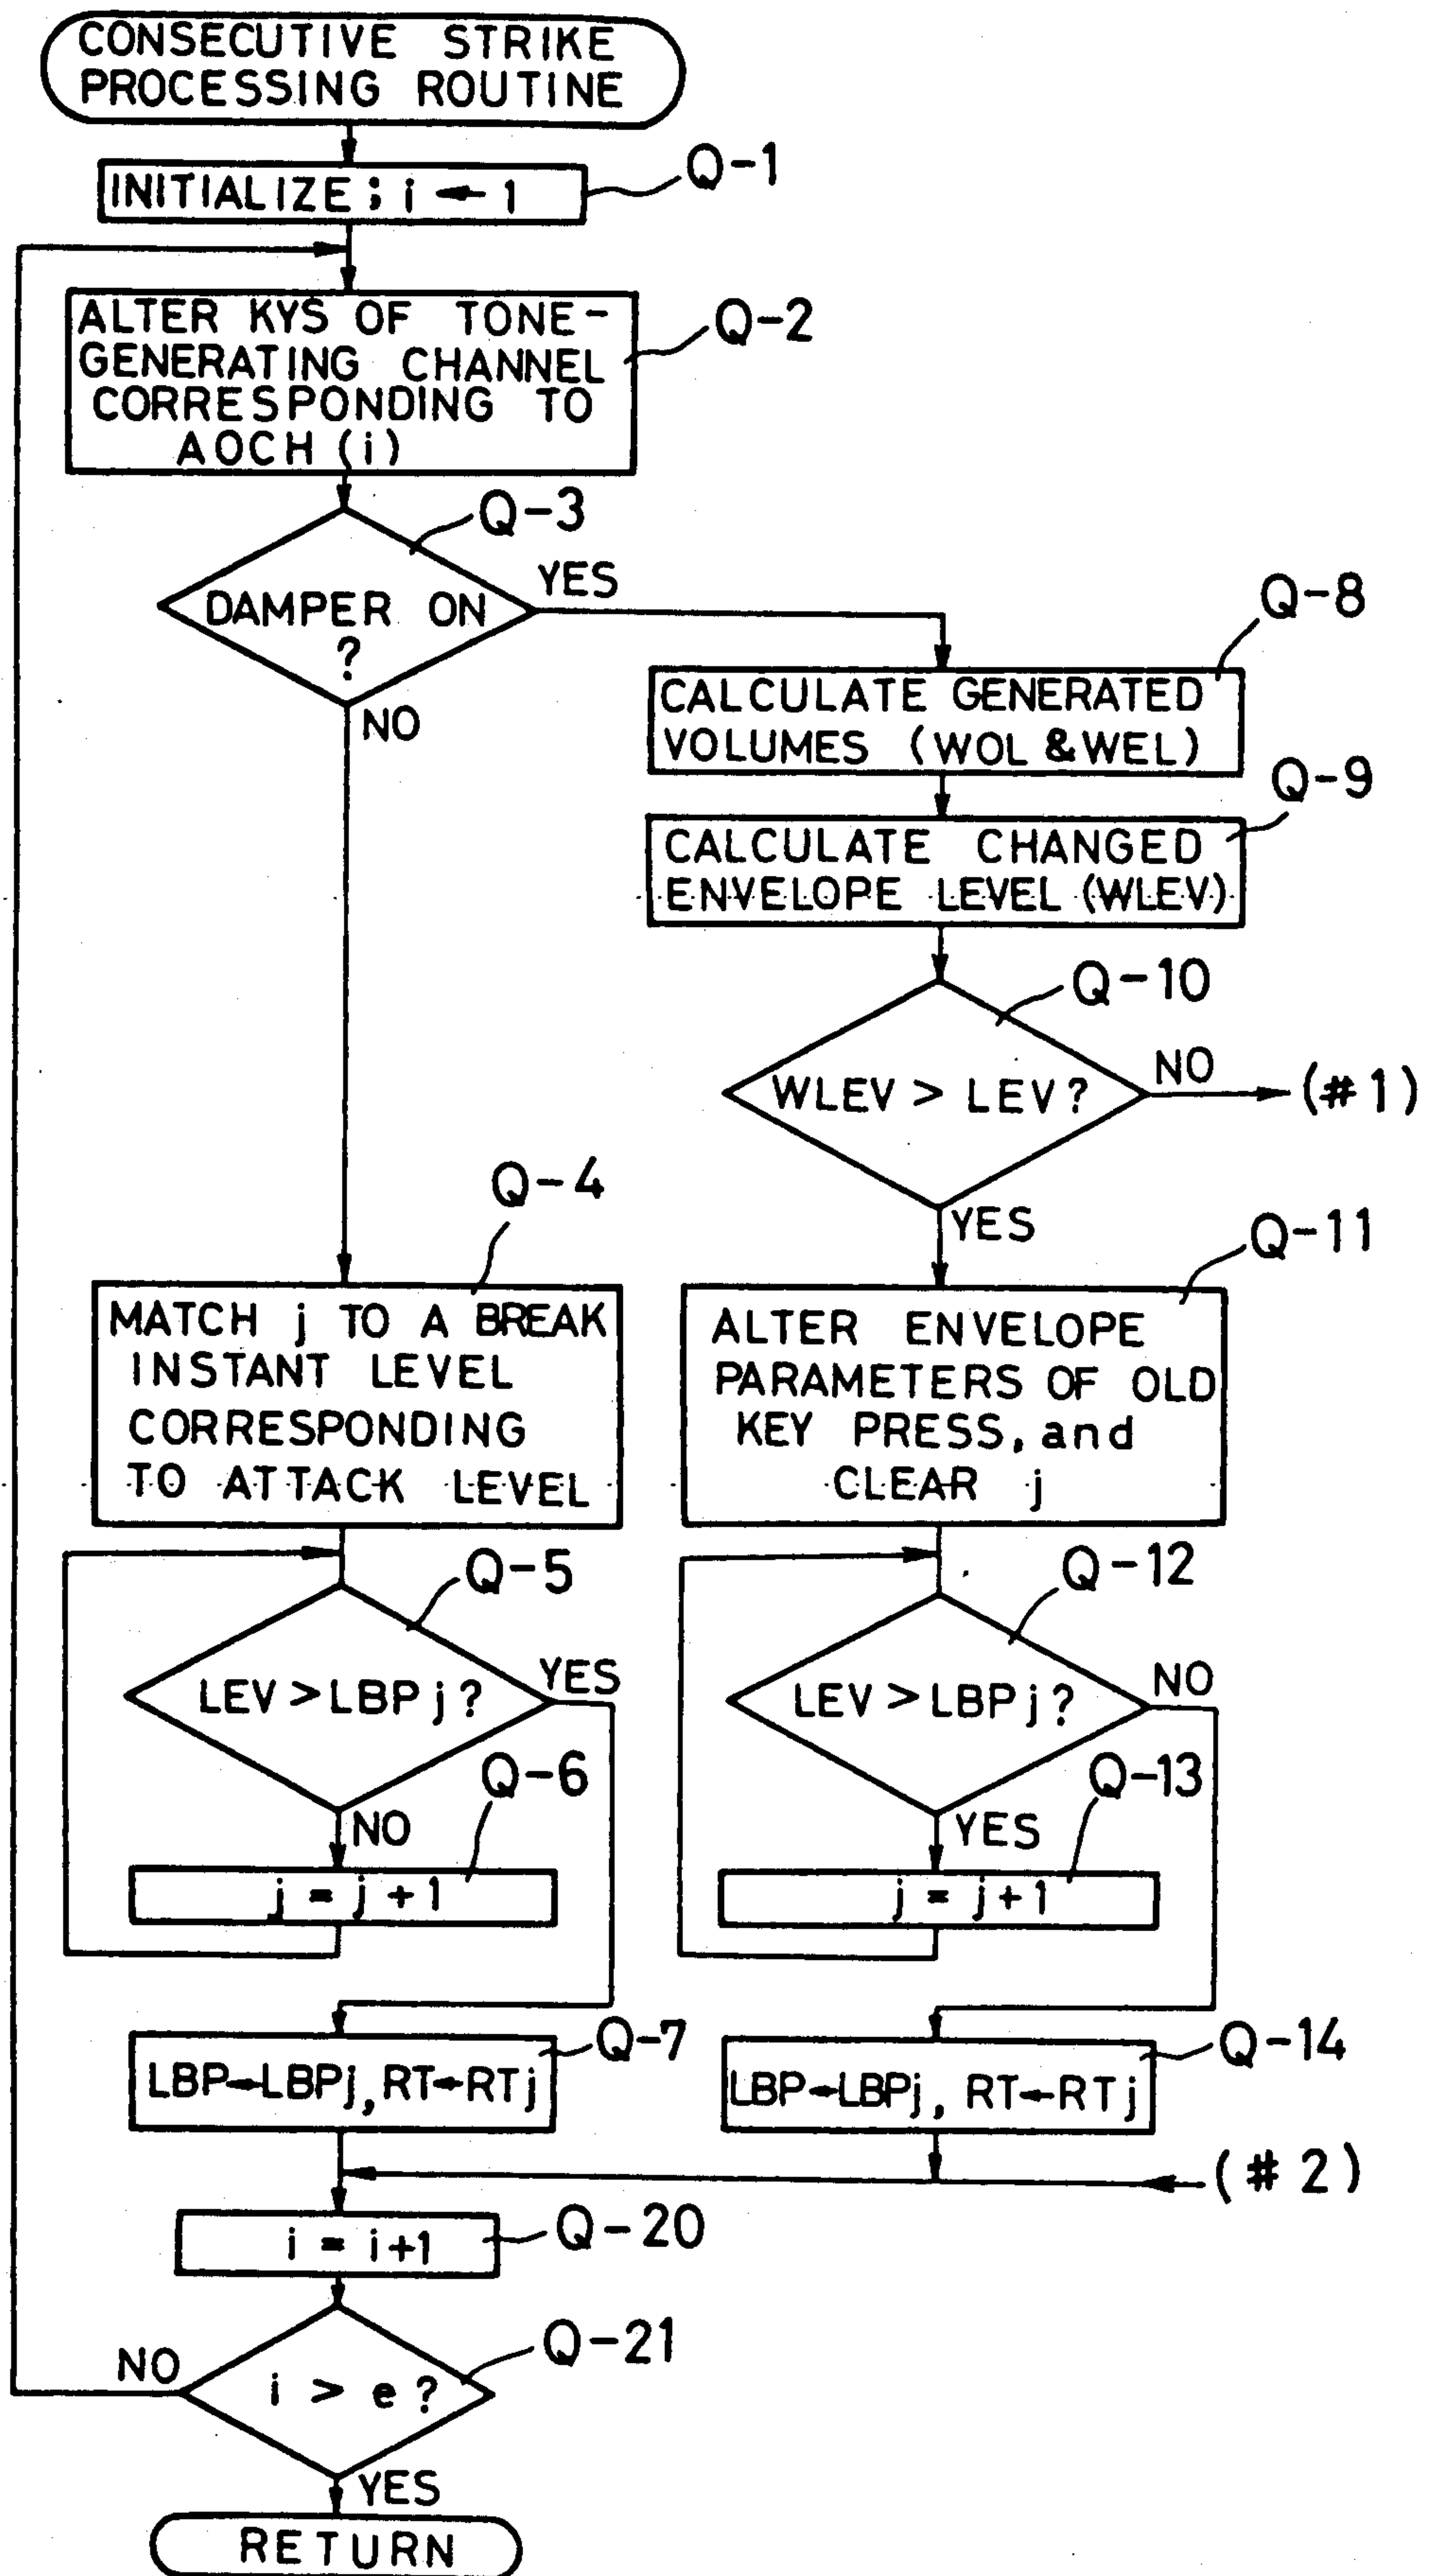 CONSECUTIVE STRIKE
PROCESSING ROUTINE
INITIALIZE ; i ← 1
Q-1
ALTER KYS OF TONE-
GENERATING CHANNEL
CORRESPONDING TO
AOCH (i)
Q-2
Q-3
DAMPER ON
?
YES
NO
Q-8
CALCULATE GENERATED
VOLUMES (WOL & WEL)
Q-9
CALCULATE CHANGED
ENVELOPE LEVEL (WLEV)
Q-10
WLEV > LEV ?
NO
(#1)
YES
Q-4
MATCH j TO A BREAK
INSTANT LEVEL
CORRESPONDING
TO ATTACK LEVEL
Q-11
ALTER ENVELOPE
PARAMETERS OF OLD
KEY PRESS, and
CLEAR j
Q-5
LEV > LBP j ?
YES
NO
Q-6
j = j + 1
Q-12
LEV > LBP j ?
NO
YES
Q-13
j = j + 1
Q-7
LBP←LBPj, RT←RTj
Q-14
LBP←LBPj, RT←RTj
(#2)
i = i+1
Q-20
Q-21
i > e ?
NO
YES
RETURN